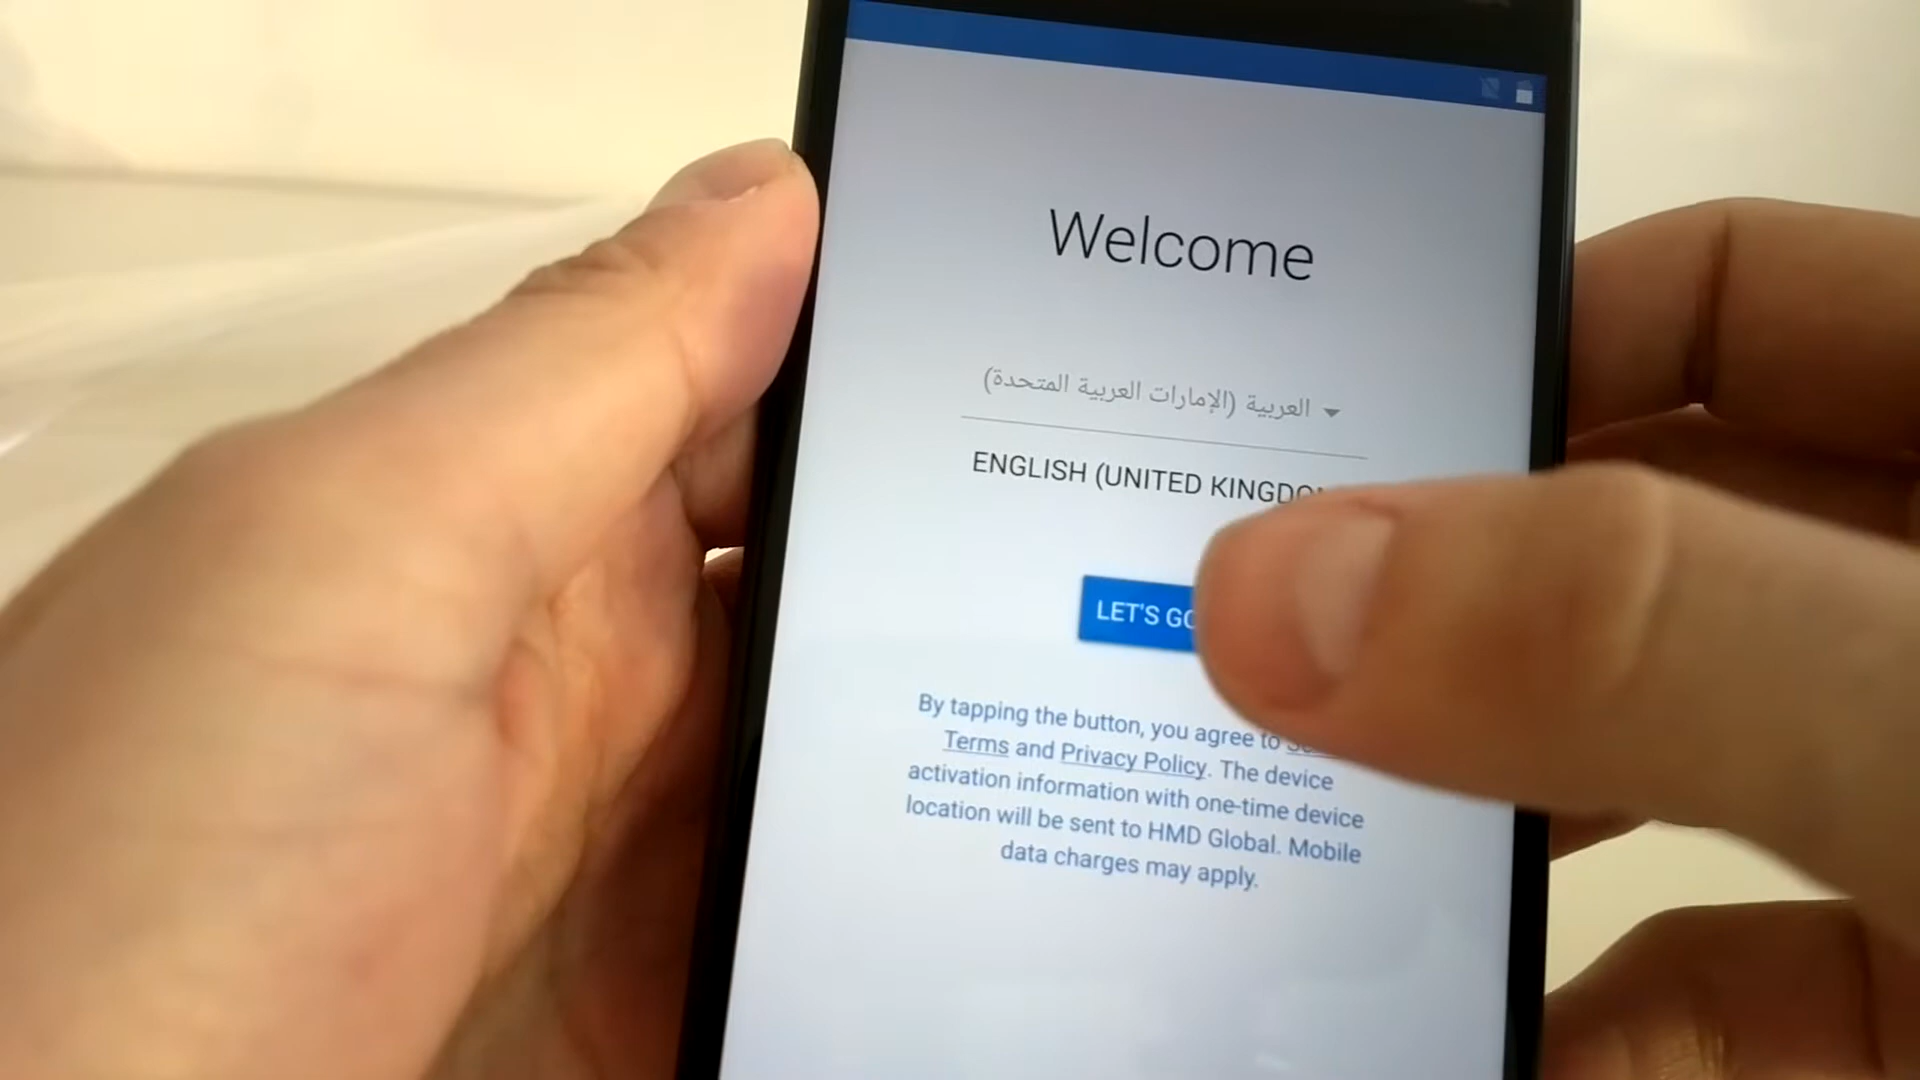 Welcome
العربية (الإمارات العربية المتحدة)
ENGLISH (UNITED
LET'S GO
By tapping the button, you agree to
Terms and Privacy Policy. The device
activation information with one-time device
location will be sent to HMD Global. Mobile
data charges may apply.